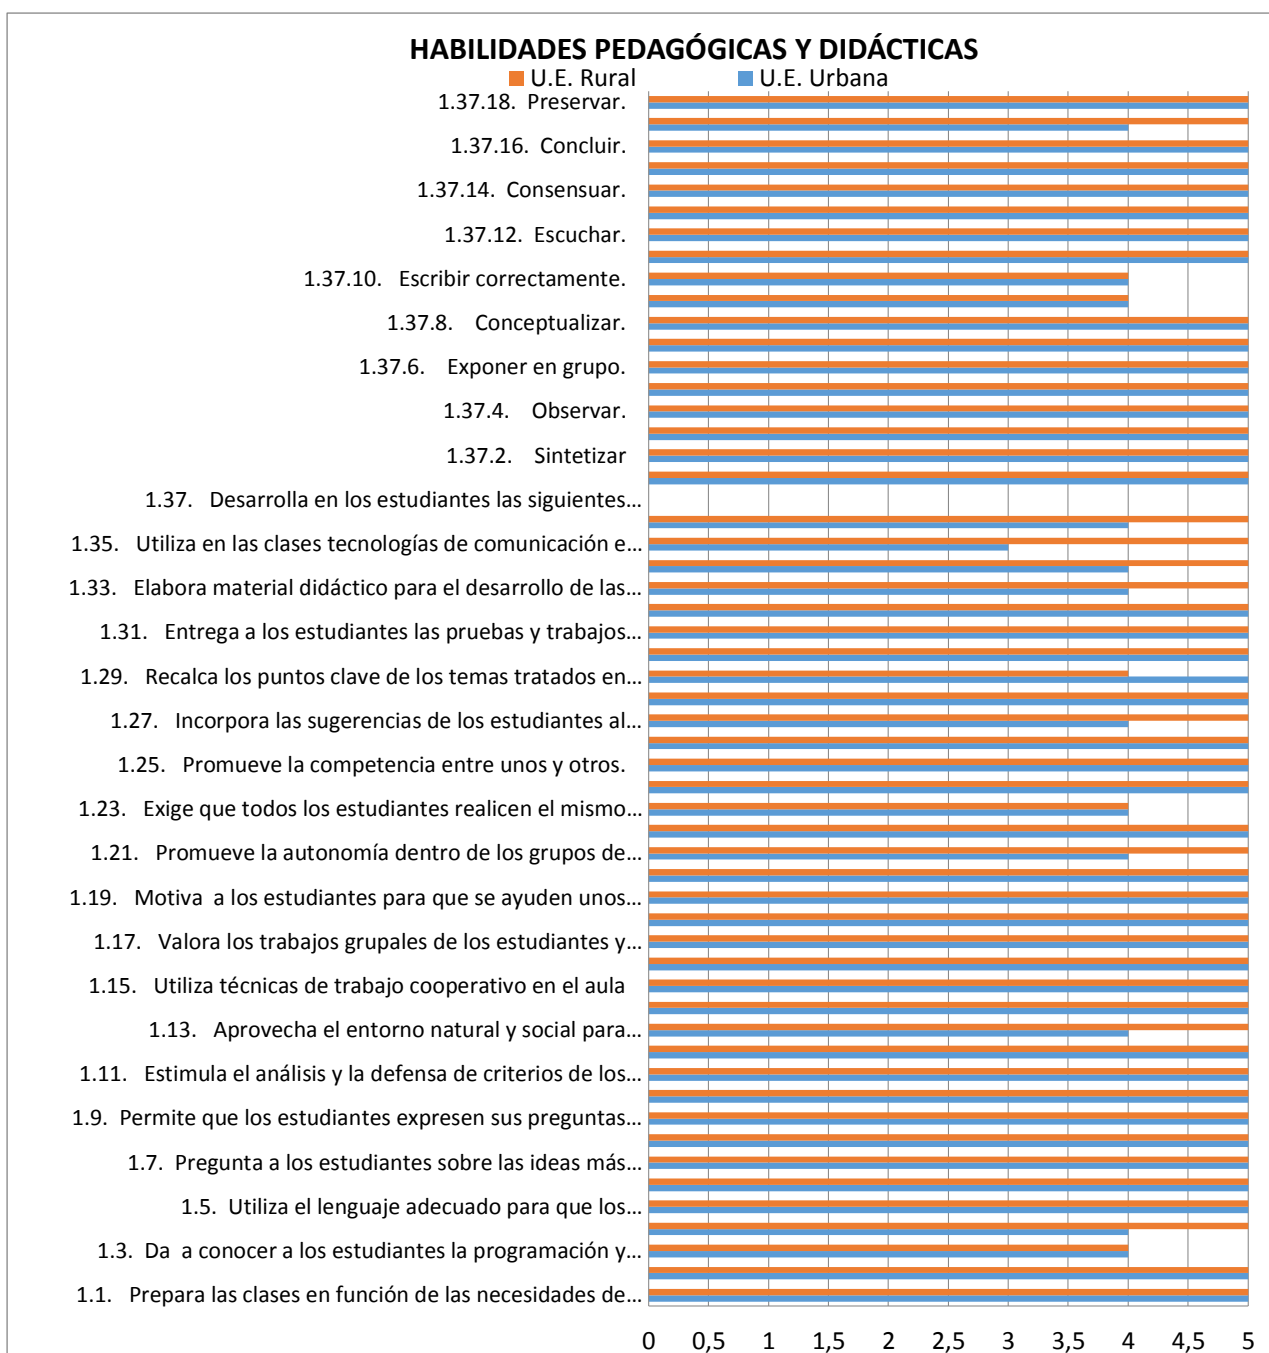 HABILIDADES PEDAGÓGICAS Y DIDÁCTICAS
U.E. Rural U.E. Urbana
1.37.18. Preservar.
1.37.16. Concluir.
1.37.14. Consensuar.
1.37.12. Escuchar.
1.37.10. Escribir correctamente.
1.37.8. Conceptualizar.
1.37.6. Exponer en grupo.
1.37.4. Observar.
1.37.2. Sintetizar
1.37. Desarrolla en los estudiantes las siguientes…
1.35. Utiliza en las clases tecnologías de comunicación e…
1.33. Elabora material didáctico para el desarrollo de las…
1.31. Entrega a los estudiantes las pruebas y trabajos…
1.29. Recalca los puntos clave de los temas tratados en…
1.27. Incorpora las sugerencias de los estudiantes al…
1.25. Promueve la competencia entre unos y otros.
1.23. Exige que todos los estudiantes realicen el mismo…
1.21. Promueve la autonomía dentro de los grupos de…
1.19. Motiva a los estudiantes para que se ayuden unos…
1.17. Valora los trabajos grupales de los estudiantes y…
1.15. Utiliza técnicas de trabajo cooperativo en el aula
1.13. Aprovecha el entorno natural y social para…
1.11. Estimula el análisis y la defensa de criterios de los…
1.9. Permite que los estudiantes expresen sus preguntas…
1.7. Pregunta a los estudiantes sobre las ideas más…
1.5. Utiliza el lenguaje adecuado para que los…
1.3. Da a conocer a los estudiantes la programación y…
1.1. Prepara las clases en función de las necesidades de…
0 0,5 1 1,5 2 2,5 3 3,5 4 4,5 5